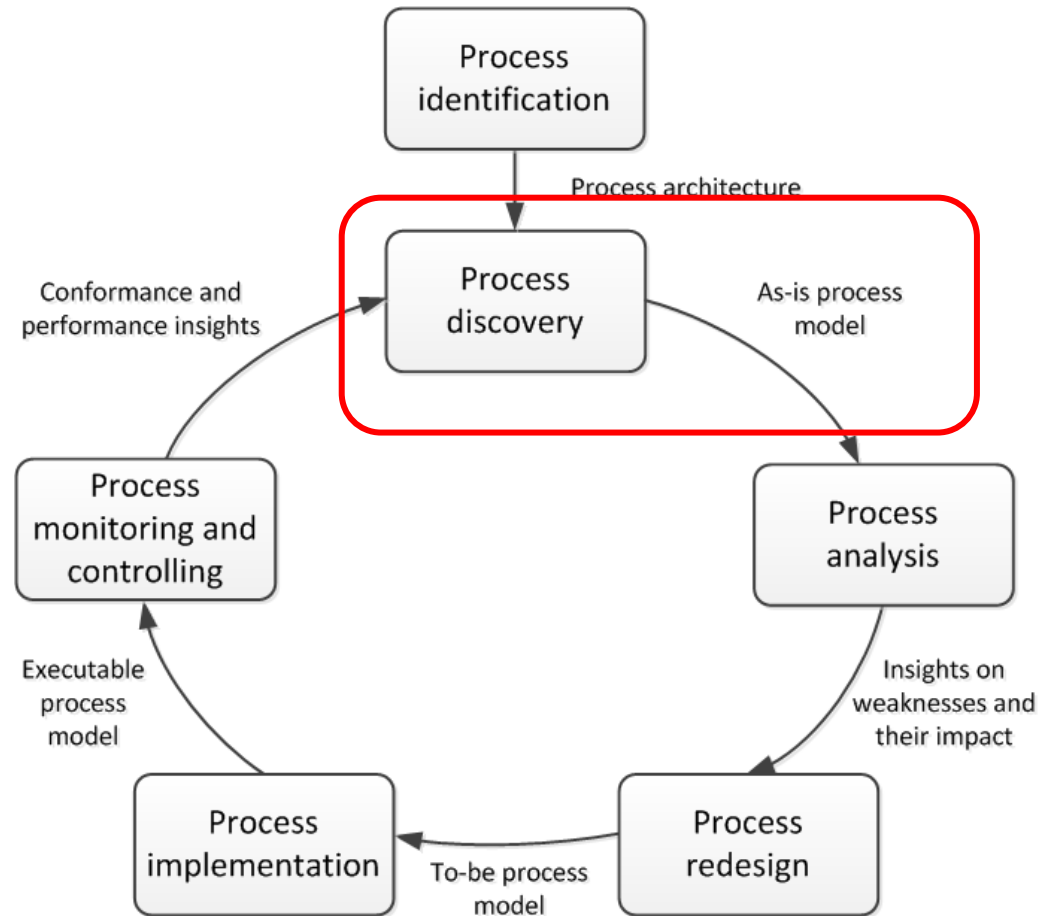 Process
identification
Process architecture
Process
discovery
As-is process
model
Conformance and
performance insights
Process
monitoring and
controlling
Process
analysis
Executable
process
model
Insights on
weaknesses and
their impact
Process
implementation
To-be process
model
Process
redesign